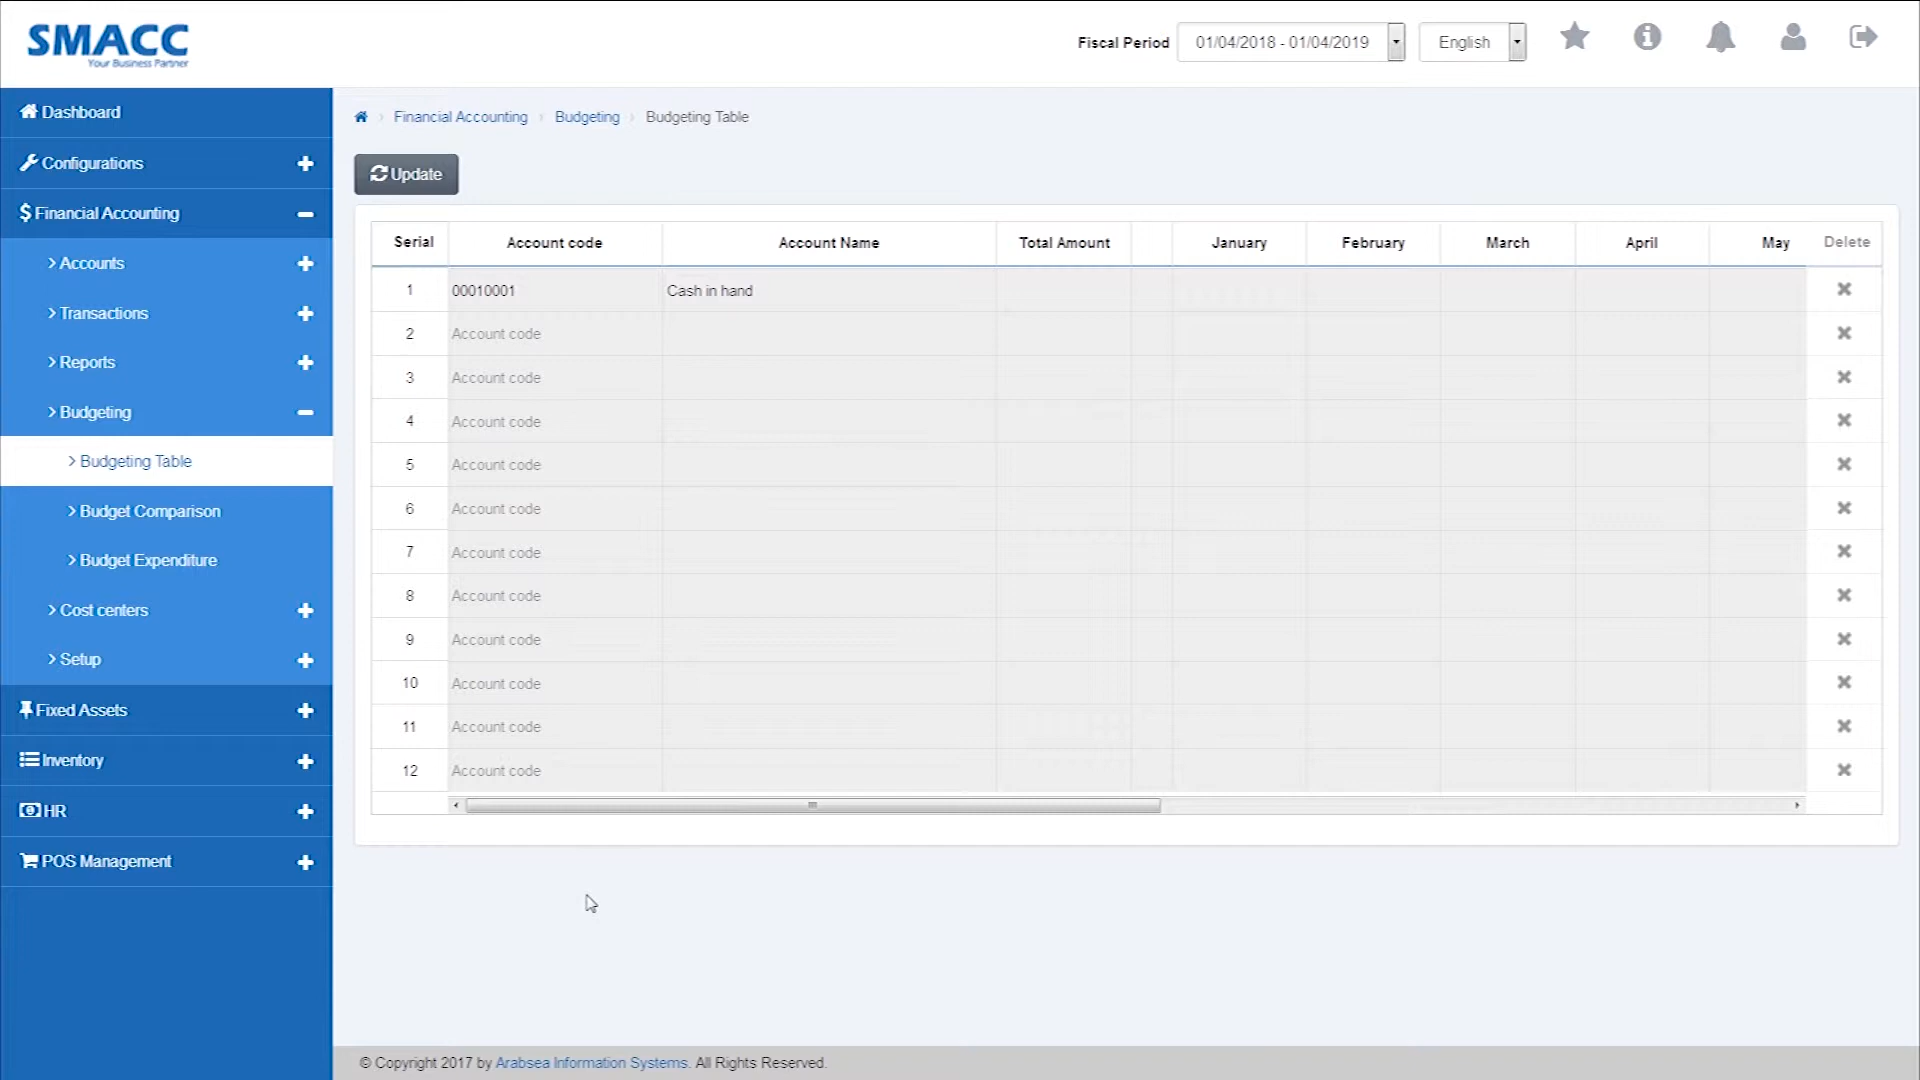 SMACC
Your Business Partner
Fiscal Period 01/04/2018 - 01/04/2019 English
Dashboard
Configurations
Financial Accounting
Accounts
Transactions
Reports
Budgeting
Budgeting Table
Budget Comparison
Budget Expenditure
Cost centers
Setup
Fixed Assets
Inventory
HR
POS Management
Financial Accounting › Budgeting › Budgeting Table
Update
Serial Account code Account Name Total Amount January February March April May Delete
1 00010001 Cash in hand
2 Account code
3 Account code
4 Account code
5 Account code
6 Account code
7 Account code
8 Account code
9 Account code
10 Account code
11 Account code
12 Account code
© Copyright 2017 by Arabsea Information Systems. All Rights Reserved.